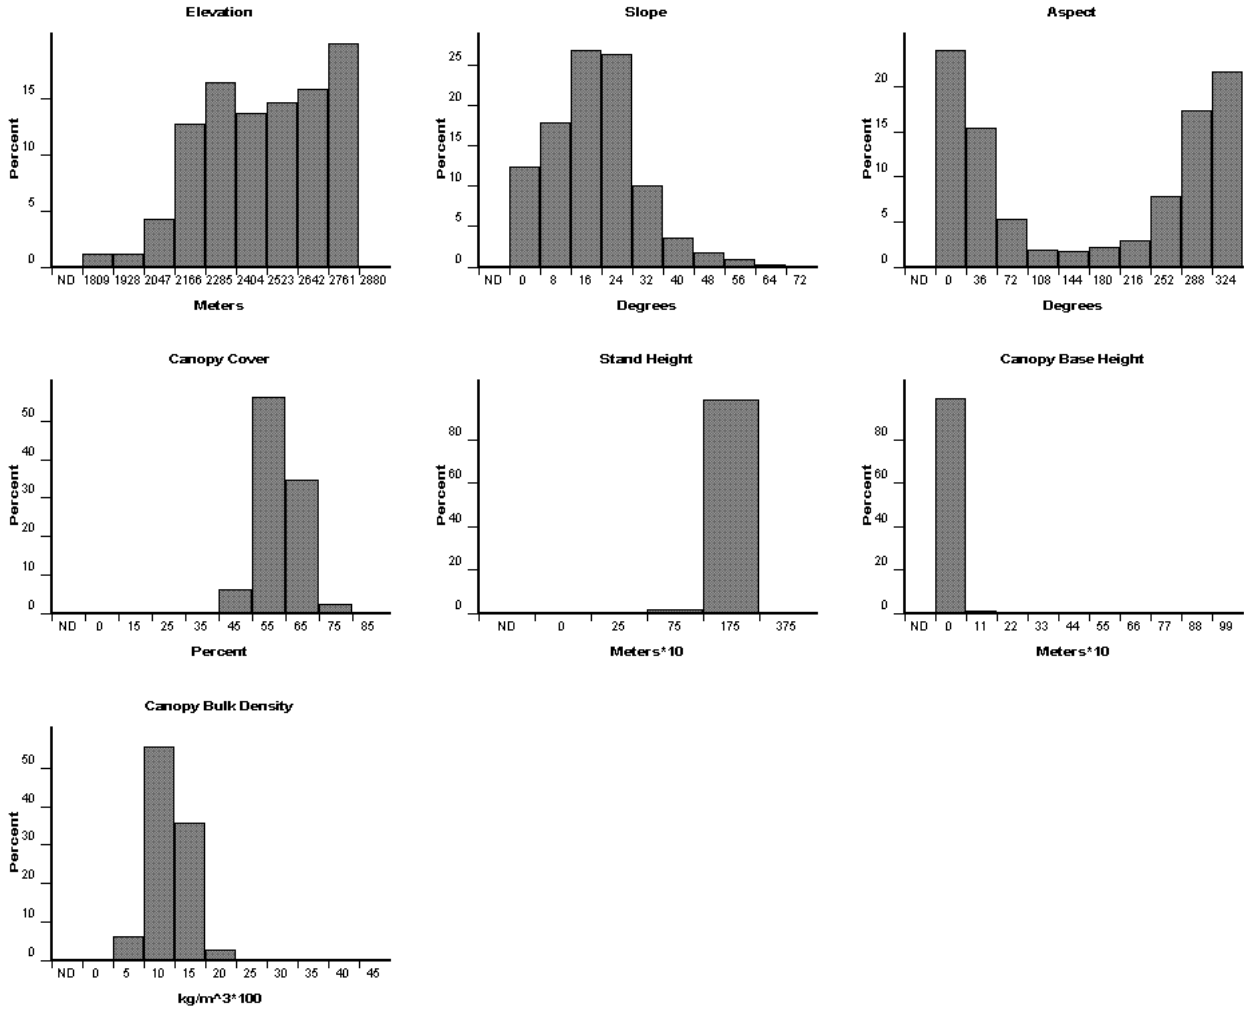 Elevation
Percent
15
10
5
0
ND 1809 1928 2047 2166 2285 2404 2523 2642 2761 2880
Meters
Slope
Percent
25
20
15
10
5
0
ND 0 8 16 24 32 40 48 56 64 72
Degrees
Aspect
Percent
20
15
10
5
0
ND 0 36 72 108 144 180 216 252 288 324
Degrees
Canopy Cover
Percent
50
40
30
20
10
0
ND 0 15 25 35 45 55 65 75 85
Percent
Stand Height
Percent
80
60
40
20
0
ND 0 25 75 175 375
Meters*10
Canopy Base Height
Percent
80
60
40
20
0
ND 0 11 22 33 44 55 66 77 88 99
Meters*10
Canopy Bulk Density
Percent
50
40
30
20
10
0
ND 0 5 10 15 20 25 30 35 40 45
kg/m^3*100